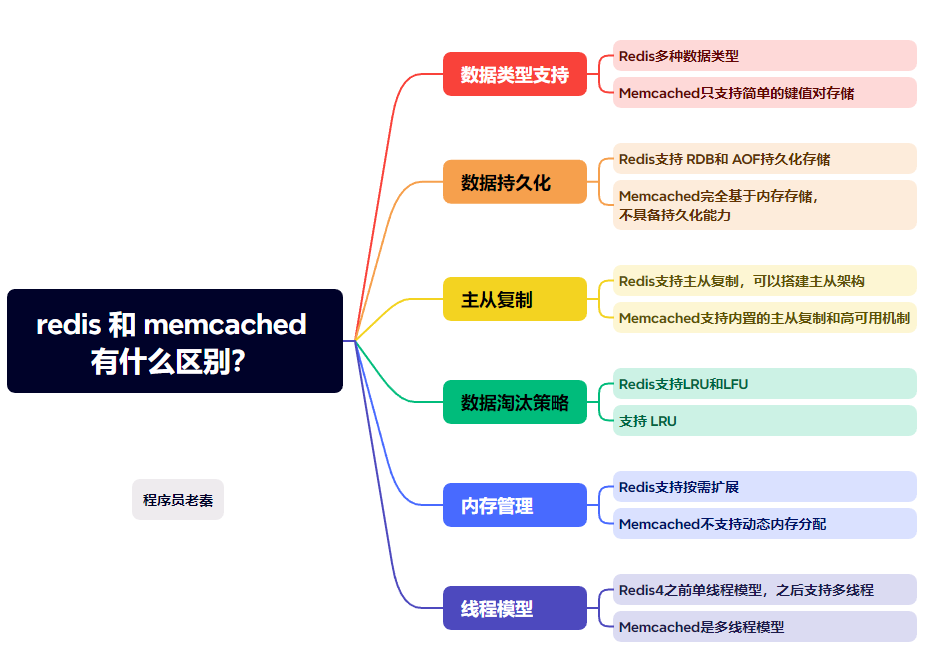 redis 和 memcached
有什么区别？
程序员老秦
数据类型支持
Redis多种数据类型
Memcached只支持简单的键值对存储
数据持久化
Redis支持 RDB和 AOF持久化存储
Memcached完全基于内存存储，
不具备持久化能力
主从复制
Redis支持主从复制，可以搭建主从架构
Memcached支持内置的主从复制和高可用机制
数据淘汰策略
Redis支持LRU和LFU
支持 LRU
内存管理
Redis支持按需扩展
Memcached不支持动态内存分配
线程模型
Redis4之前单线程模型，之后支持多线程
Memcached是多线程模型